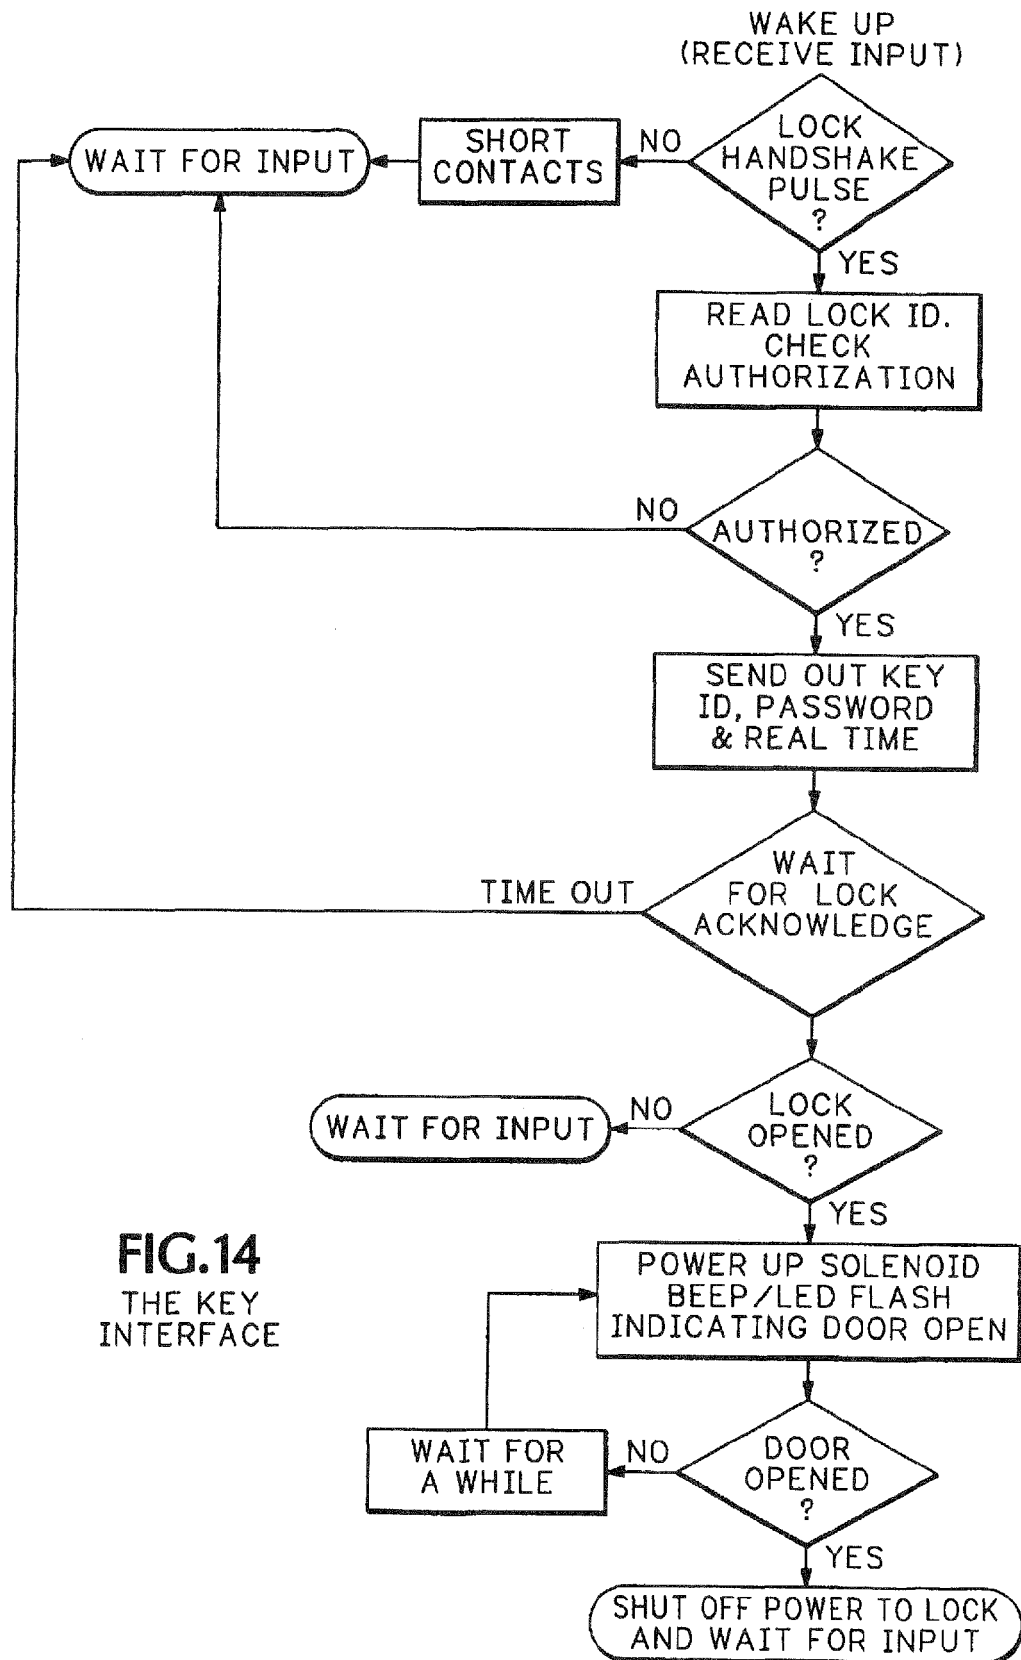 WAKE UP
(RECEIVE INPUT)
LOCK
HANDSHAKE
PULSE
?
NO
SHORT
CONTACTS
WAIT FOR INPUT
YES
READ LOCK ID.
CHECK
AUTHORIZATION
AUTHORIZED
?
NO
YES
SEND OUT KEY
ID, PASSWORD
& REAL TIME
WAIT
FOR LOCK
ACKNOWLEDGE
TIME OUT
LOCK
OPENED
?
NO
WAIT FOR INPUT
YES
POWER UP SOLENOID
BEEP/LED FLASH
INDICATING DOOR OPEN
DOOR
OPENED
?
NO
WAIT FOR
A WHILE
YES
SHUT OFF POWER TO LOCK
AND WAIT FOR INPUT
FIG.14
THE KEY
INTERFACE